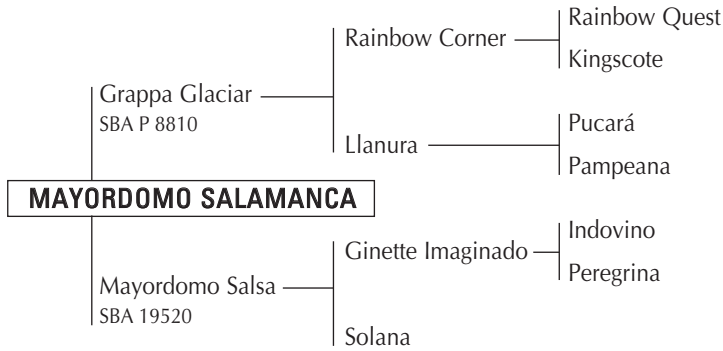 Rainbow Quest
Rainbow Corner
Kingscote
Grappa Glaciar
SBA P 8810
Pucará
Llanura
Pampeana
MAYORDOMO SALAMANCA
Indovino
Ginette Imaginado
Peregrina
Mayordomo Salsa
SBA 19520
Solana